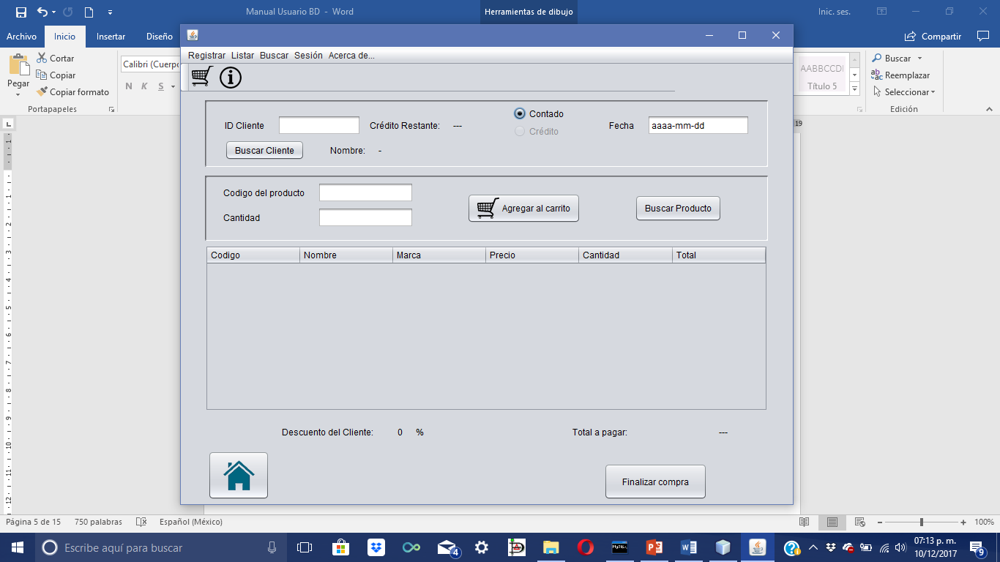 Manual Usuario BD - Word
Herramientas de dibujo
Inic. ses.
Archivo Inicio Insertar Diseño
Compartir
Registrar Listar Buscar Sesión Acerca de...
Pegar
Cortar
Copiar
Copiar formato
Portapapeles
Calibri (Cuerpo
N K S
AABBCCDI
Título 5
Buscar
Reemplazar
Seleccionar
Edición
ID Cliente
Crédito Restante: ---
Contado
Crédito
Fecha aaaa-mm-dd
Buscar Cliente
Nombre: -
Codigo del producto
Cantidad
Agregar al carrito
Buscar Producto
Codigo Nombre Marca Precio Cantidad Total
Descuento del Cliente: 0 %
Total a pagar: ---
Finalizar compra
Página 5 de 15 750 palabras Español (México)
100%
Escribe aquí para buscar
4
07:13 p. m.
10/12/2017
9